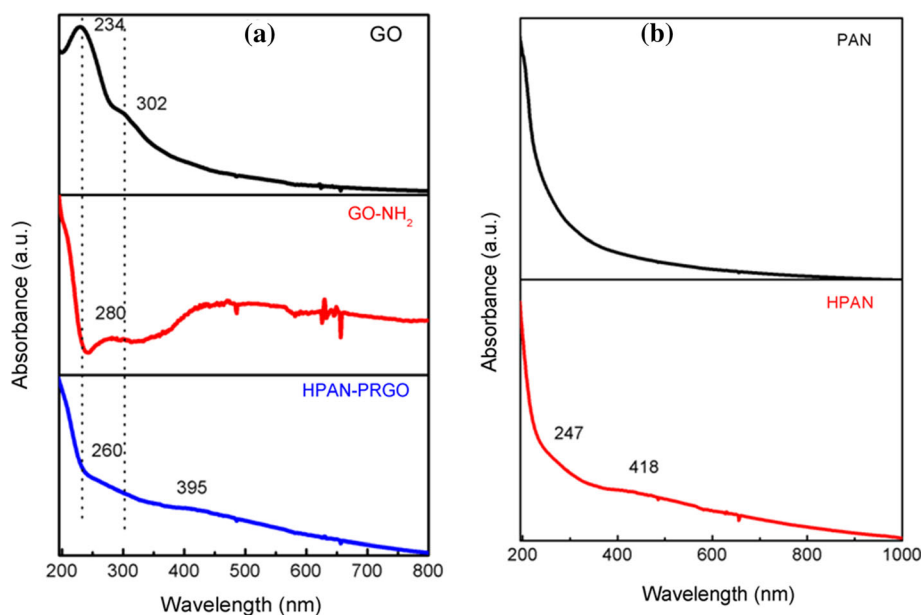 (a)
234
GO
302
GO-NH₂
280
HPAN-PRGO
260
395
Absorbance (a.u.)
200 300 400 500 600 700 800
Wavelength (nm)
(b)
PAN
HPAN
247
418
Absorbance (a.u.)
200 400 600 800 1000
Wavelength (nm)